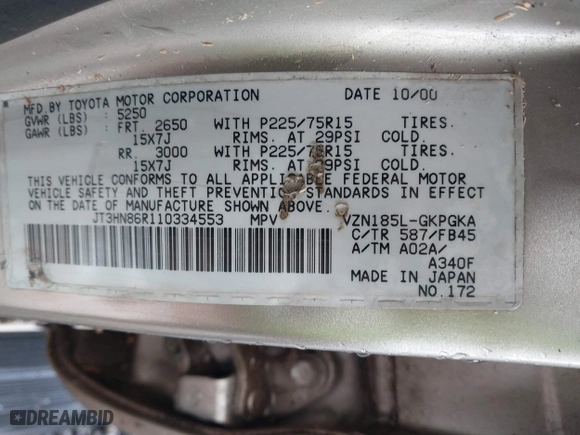 MFD.BY TOYOTA MOTOR CORPORATION DATE 10/00
GVWR (LBS) : 5250
GAWR (LBS) : FRT. 2650 WITH P225/75R15 TIRES.
15X7J RIMS. AT 29PSI COLD.
RR. 3000 WITH P225/75R15 TIRES.
15X7J RIMS. AT 29PSI COLD.
THIS VEHICLE CONFORMS TO ALL APPLICABLE FEDERAL MOTOR
VEHICLE SAFETY AND THEFT PREVENTION STANDARDS IN EFFECT
ON THE DATE OF MANUFACTURE SHOWN ABOVE.
JT3HN86R110334553 MPV VZN185L-GKPGKA
C/TR 587/FB45
A/TM A02A/
A340F
MADE IN JAPAN
NO.172
DREAMBID